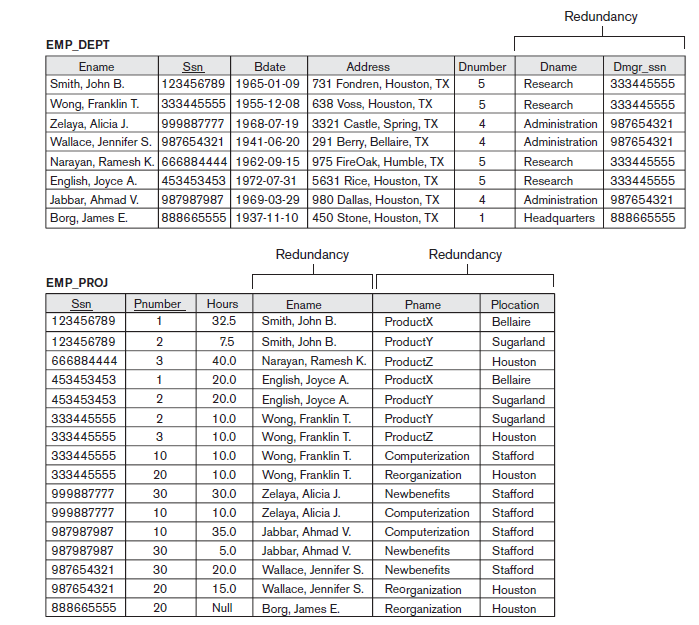 Redundancy
EMP_DEPT
Ename Ssn Bdate Address Dnumber Dname Dmgr_ssn
Smith, John B. 123456789 1965-01-09 731 Fondren, Houston, TX 5 Research 333445555
Wong, Franklin T. 333445555 1955-12-08 638 Voss, Houston, TX 5 Research 333445555
Zelaya, Alicia J. 999887777 1968-07-19 3321 Castle, Spring, TX 4 Administration 987654321
Wallace, Jennifer S. 987654321 1941-06-20 291 Berry, Bellaire, TX 4 Administration 987654321
Narayan, Ramesh K. 666884444 1962-09-15 975 FireOak, Humble, TX 5 Research 333445555
English, Joyce A. 453453453 1972-07-31 5631 Rice, Houston, TX 5 Research 333445555
Jabbar, Ahmad V. 987987987 1969-03-29 980 Dallas, Houston, TX 4 Administration 987654321
Borg, James E. 888665555 1937-11-10 450 Stone, Houston, TX 1 Headquarters 888665555
Redundancy Redundancy
EMP_PROJ
Ssn Pnumber Hours Ename Pname Plocation
123456789 1 32.5 Smith, John B. ProductX Bellaire
123456789 2 7.5 Smith, John B. ProductY Sugarland
666884444 3 40.0 Narayan, Ramesh K. ProductZ Houston
453453453 1 20.0 English, Joyce A. ProductX Bellaire
453453453 2 20.0 English, Joyce A. ProductY Sugarland
333445555 2 10.0 Wong, Franklin T. ProductY Sugarland
333445555 3 10.0 Wong, Franklin T. ProductZ Houston
333445555 10 10.0 Wong, Franklin T. Computerization Stafford
333445555 20 10.0 Wong, Franklin T. Reorganization Houston
999887777 30 30.0 Zelaya, Alicia J. Newbenefits Stafford
999887777 10 10.0 Zelaya, Alicia J. Computerization Stafford
987987987 10 35.0 Jabbar, Ahmad V. Computerization Stafford
987987987 30 5.0 Jabbar, Ahmad V. Newbenefits Stafford
987654321 30 20.0 Wallace, Jennifer S. Newbenefits Stafford
987654321 20 15.0 Wallace, Jennifer S. Reorganization Houston
888665555 20 Null Borg, James E. Reorganization Houston